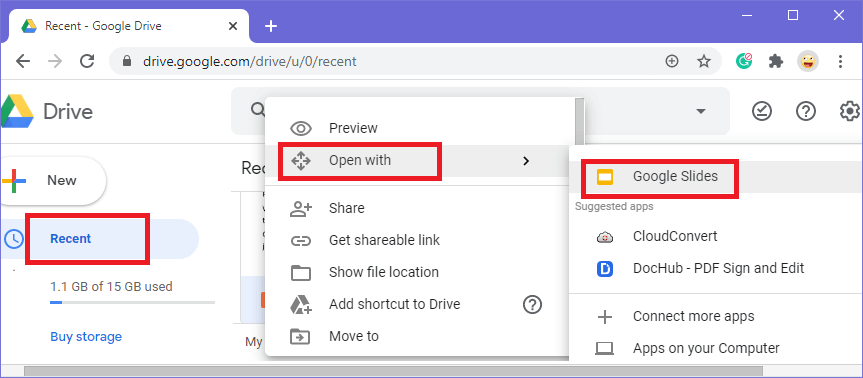 Recent - Google Drive
drive.google.com/drive/u/0/recent
Drive
New
Recent
1.1 GB of 15 GB used
Buy storage
Rec
My
Preview
Open with
Share
Get shareable link
Show file location
Add shortcut to Drive
Move to
Google Slides
Suggested apps
CloudConvert
DocHub - PDF Sign and Edit
Connect more apps
Apps on your Computer